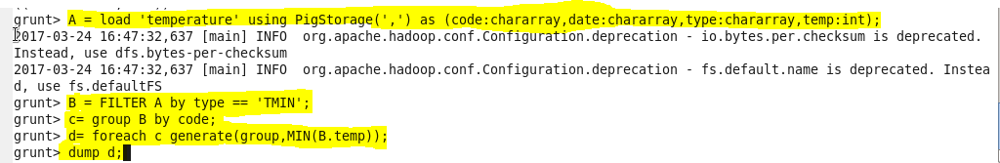 grunt> A = load 'temperature' using PigStorage(',') as (code:chararray,date:chararray,type:chararray,temp:int);
2017-03-24 16:47:32,637 [main] INFO  org.apache.hadoop.conf.Configuration.deprecation - io.bytes.per.checksum is deprecated.
Instead, use dfs.bytes-per-checksum
2017-03-24 16:47:32,637 [main] INFO  org.apache.hadoop.conf.Configuration.deprecation - fs.default.name is deprecated. Instea
d, use fs.defaultFS
grunt> B = FILTER A by type == 'TMIN';
grunt> c= group B by code;
grunt> d= foreach c generate(group,MIN(B.temp));
grunt> dump d;